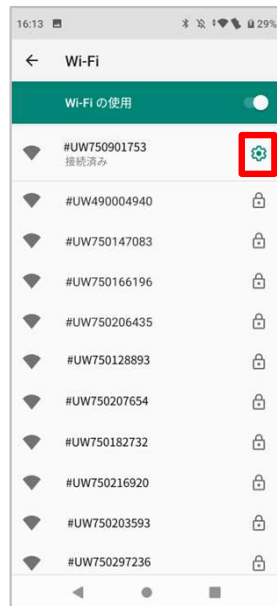 16:13 29%
Wi-Fi
Wi-Fi の使用
#UW750901753
接続済み
#UW490004940
#UW750147083
#UW750166196
#UW750206435
#UW750128893
#UW750207654
#UW750182732
#UW750216920
#UW750203593
#UW750297236